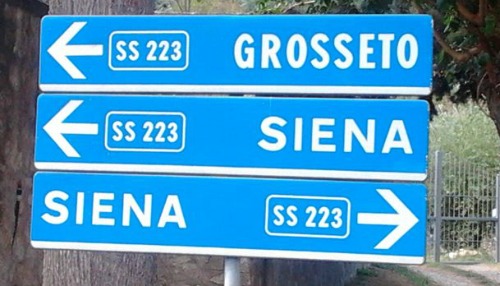 SS 223 GROSSETO
SS 223 SIENA
SIENA SS 223